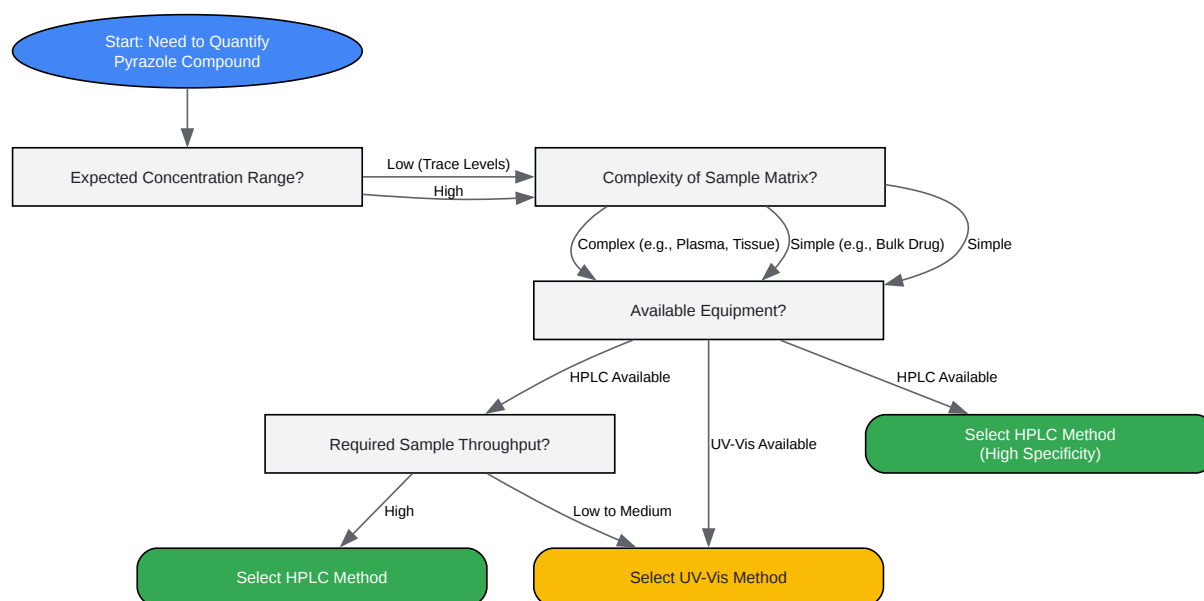 Start: Need to Quantify
Pyrazole Compound
Expected Concentration Range?
Low (Trace Levels)
High
Complexity of Sample Matrix?
Complex (e.g., Plasma, Tissue)
Simple (e.g., Bulk Drug)
Simple
Available Equipment?
HPLC Available
UV-Vis Available
HPLC Available
Required Sample Throughput?
Select HPLC Method
(High Specificity)
High
Low to Medium
Select HPLC Method
Select UV-Vis Method